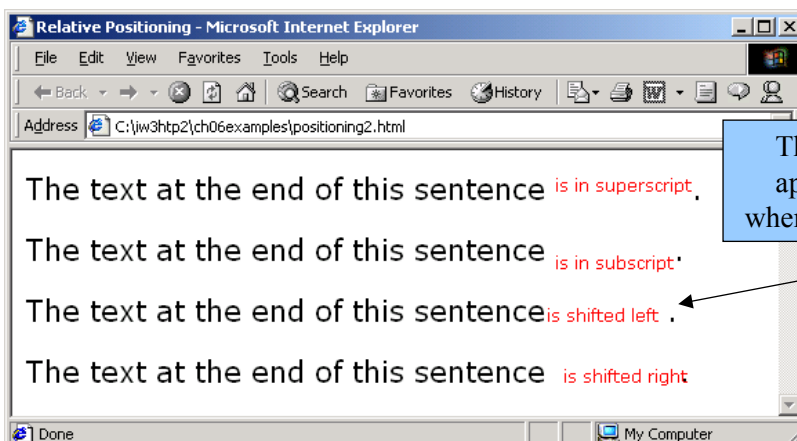 Relative Positioning - Microsoft Internet Explorer
File Edit View Favorites Tools Help
Back Search Favorites History
Address C:\iw3htp2\ch06examples\positioning2.html
The text at the end of this sentence is in superscript.
The text at the end of this sentence is in subscript.
The text at the end of this sentence is shifted left .
The text at the end of this sentence is shifted right.
Done My Computer